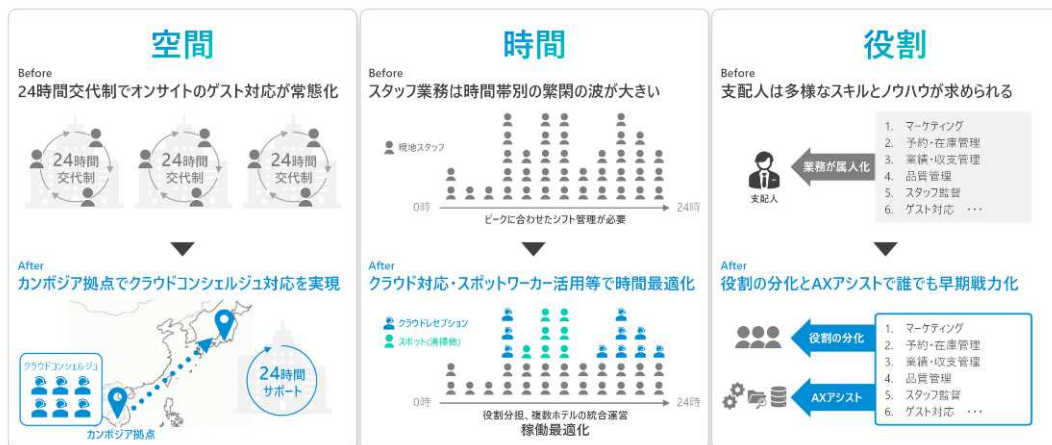 空間
Before
24時間交代制でオンサイトのゲスト対応が常態化
24時間
交代制
24時間
交代制
24時間
交代制
After
カンボジア拠点でクラウドコンシェルジュ対応を実現
クラウドコンシェルジュ
カンボジア拠点
24時間
サポート
時間
Before
スタッフ業務は時間帯別の繁閑の波が大きい
現地スタッフ
0時
24時
ピークに合わせたシフト管理が必要
After
クラウド対応・スポットワーカー活用等で時間最適化
クラウドレセプション
スポット(清掃他)
0時
24時
役割分担、複数ホテルの統合運営
稼働最適化
役割
Before
支配人は多様なスキルとノウハウが求められる
支配人
業務が属人化
1. マーケティング
2. 予約・在庫管理
3. 業績・収支管理
4. 品質管理
5. スタッフ監督
6. ゲスト対応 ・・・
After
役割の分化とAXアシストで誰でも早期戦力化
役割の分化
AXアシスト
1. マーケティング
2. 予約・在庫管理
3. 業績・収支管理
4. 品質管理
5. スタッフ監督
6. ゲスト対応 ・・・